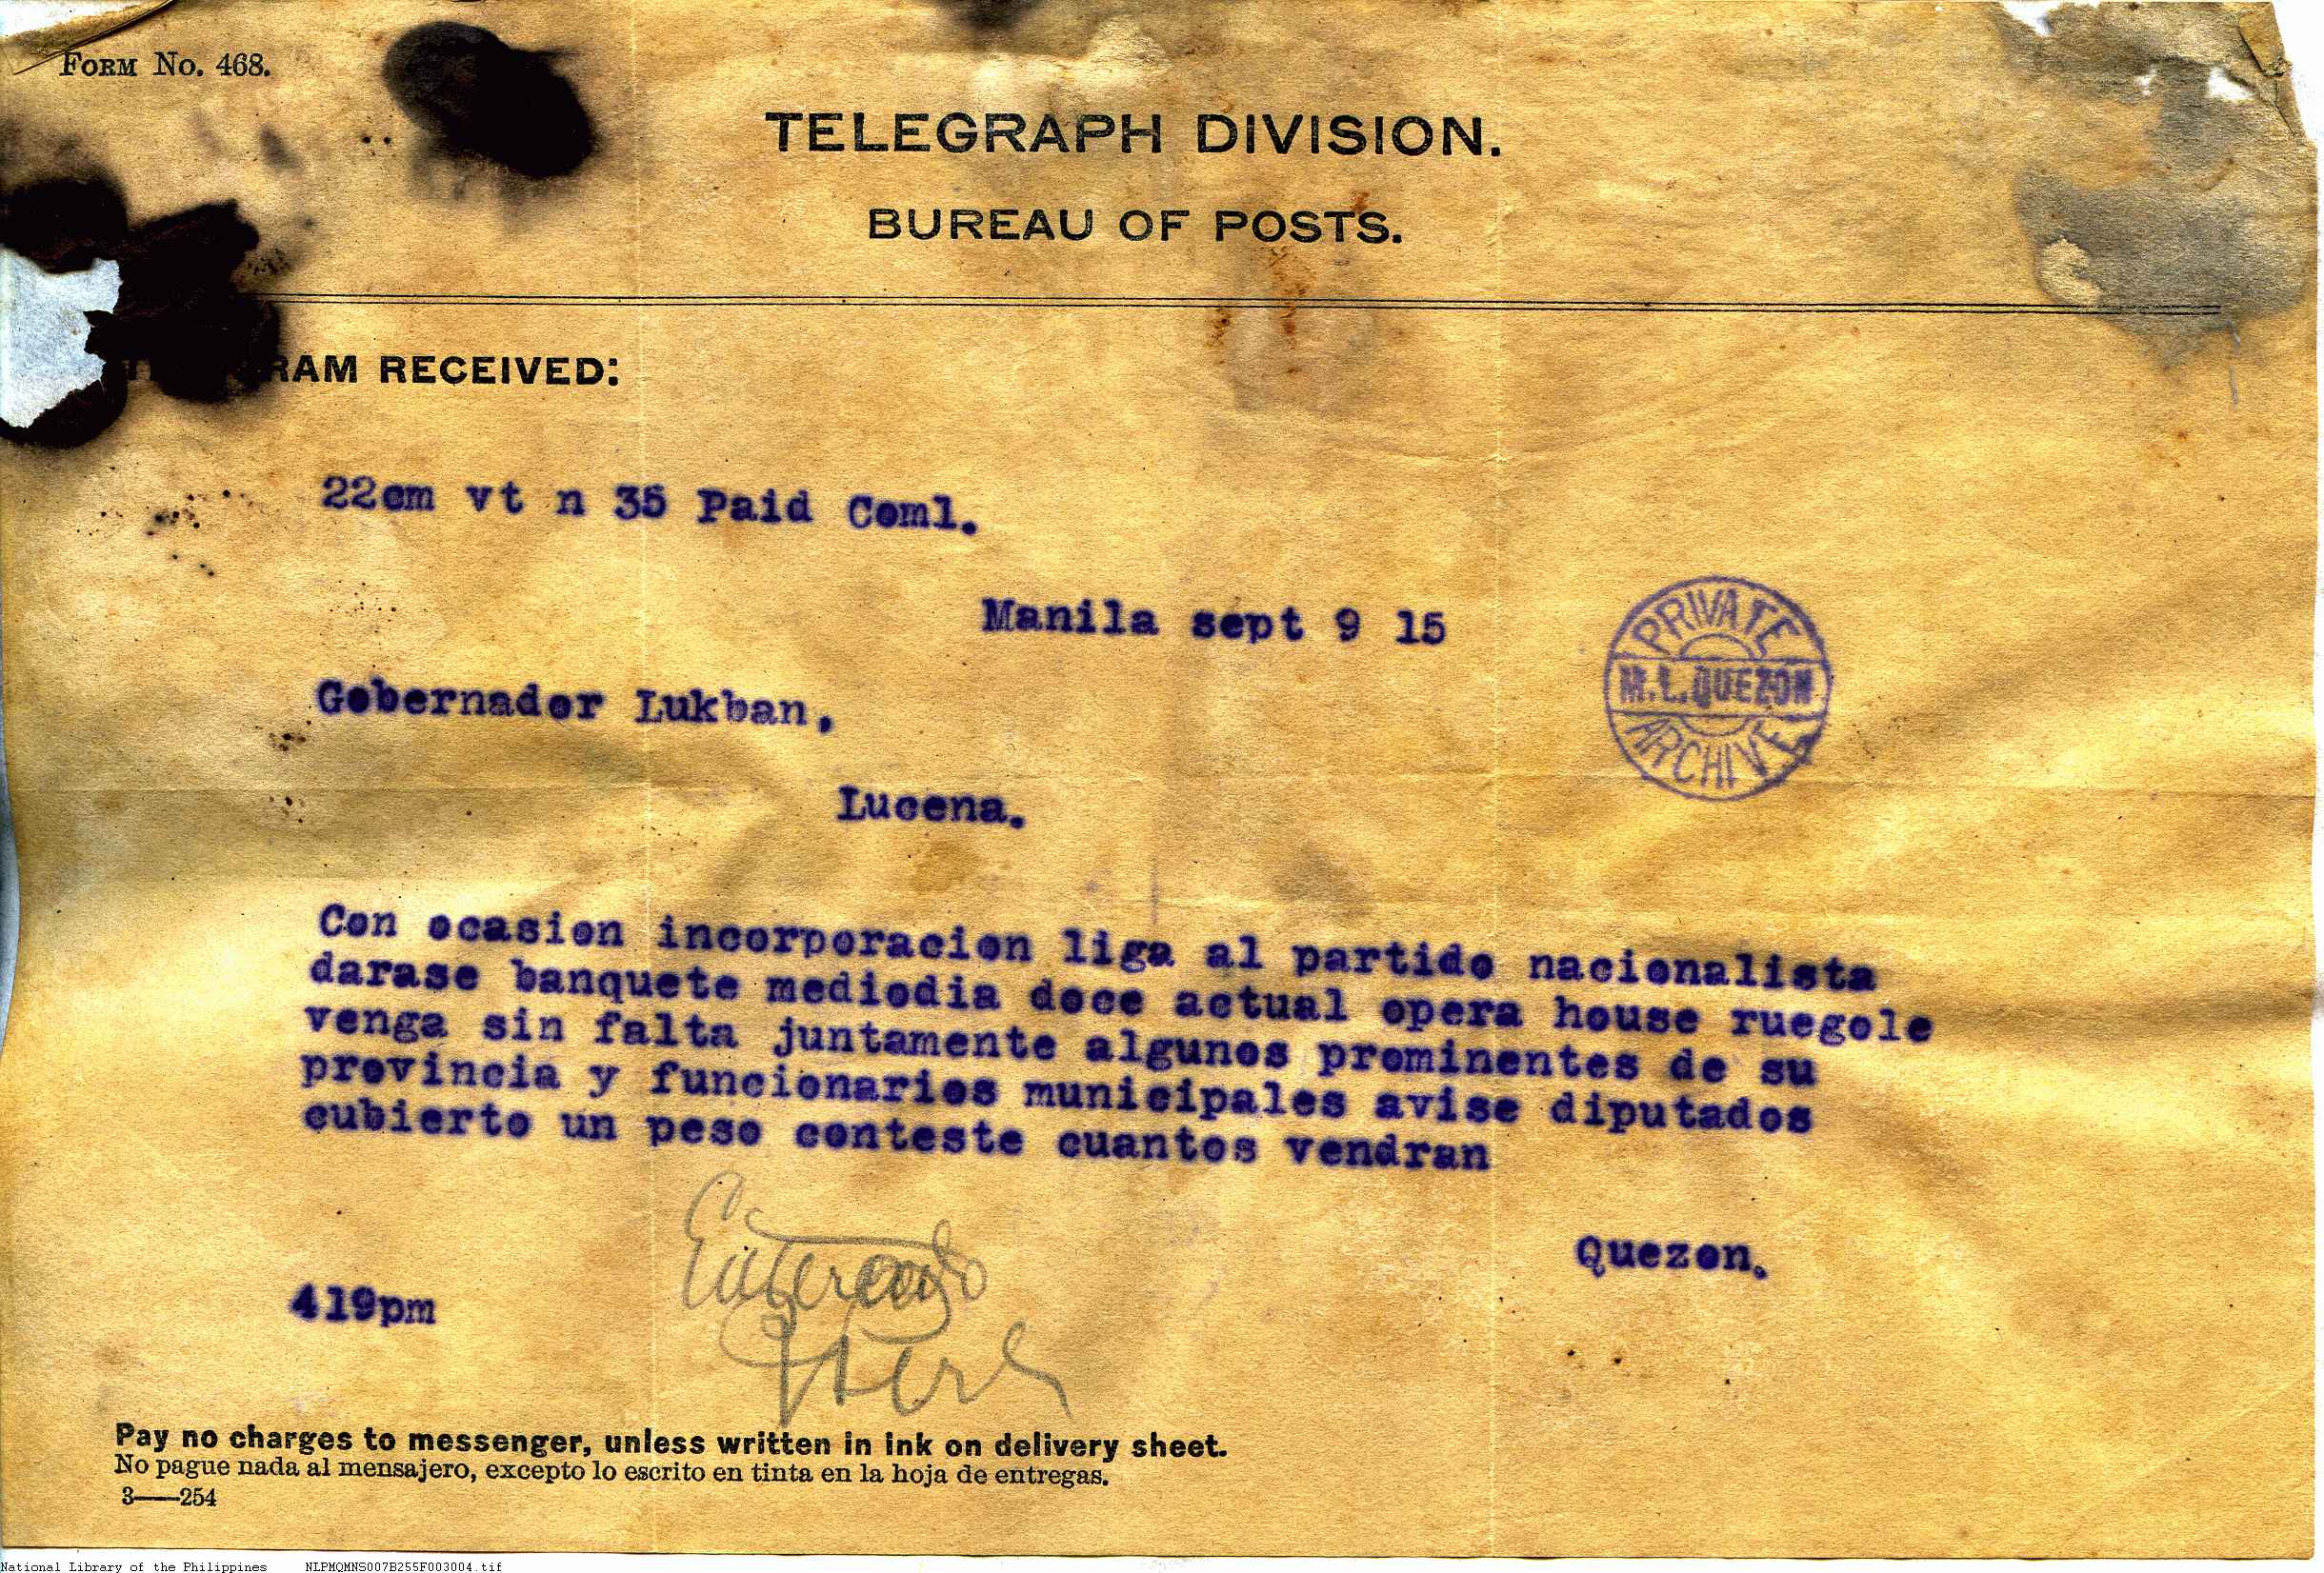 FORM No. 468.
TELEGRAPH DIVISION.
BUREAU OF POSTS.
RAM RECEIVED:
22cm vt n 35 Paid Coml.
Manila sept 9 15
PRIVATE
M.L.QUEZON
ARCHIVE
Gobernador Lukban,
Lucena.
Con ocasion incorporacion liga al partido nacionalista
darase banquete mediodia doce actual opera house ruegole
venga sin falta juntamente algunos prominentes de su
provincia y funcionarios municipales avise diputados
cubierto un peso conteste cuantos vendran
Quezon.
419pm
Pay no charges to messenger, unless written in ink on delivery sheet.
No pague nada al mensajero, excepto lo escrito en tinta en la hoja de entregas.
3—254
National Library of the Philippines NLPMQMNS007B255F003004.tif